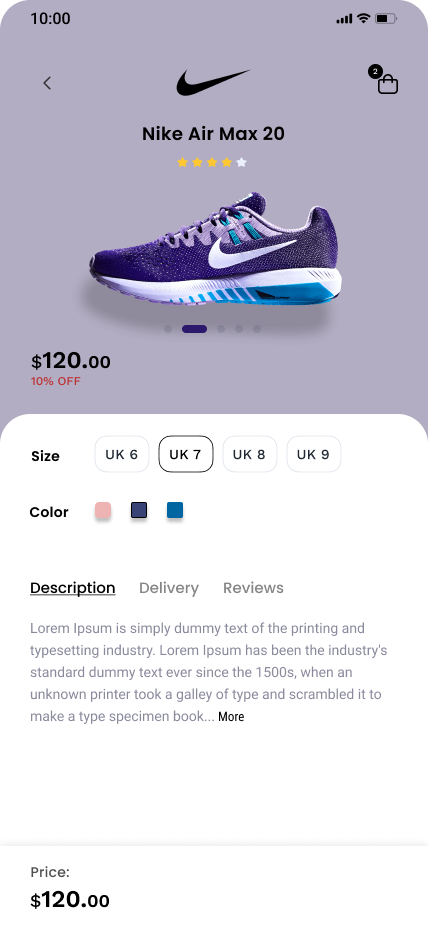 10:00
2
Nike Air Max 20
$120.00
10% OFF
Size
UK 6
UK 7
UK 8
UK 9
Color
Description
Delivery
Reviews
Lorem Ipsum is simply dummy text of the printing and
typesetting industry. Lorem Ipsum has been the industry's
standard dummy text ever since the 1500s, when an
unknown printer took a galley of type and scrambled it to
make a type specimen book... More
Price:
$120.00